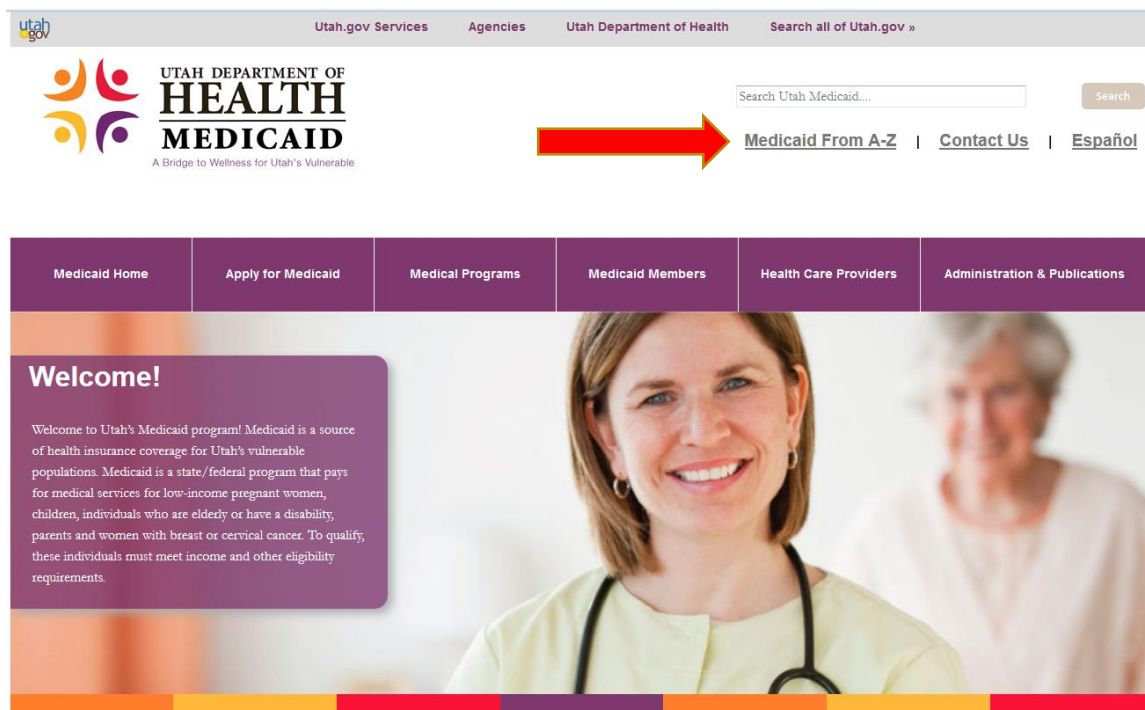 utah
gov
Utah.gov Services Agencies Utah Department of Health Search all of Utah.gov »
UTAH DEPARTMENT OF
HEALTH
MEDICAID
A Bridge to Wellness for Utah's Vulnerable
Search Utah Medicaid.... Search
Medicaid From A-Z | Contact Us | Español
Medicaid Home Apply for Medicaid Medical Programs Medicaid Members Health Care Providers Administration & Publications
Welcome!
Welcome to Utah's Medicaid program! Medicaid is a source
of health insurance coverage for Utah's vulnerable
populations. Medicaid is a state/federal program that pays
for medical services for low-income pregnant women,
children, individuals who are elderly or have a disability,
parents and women with breast or cervical cancer. To qualify,
these individuals must meet income and other eligibility
requirements.